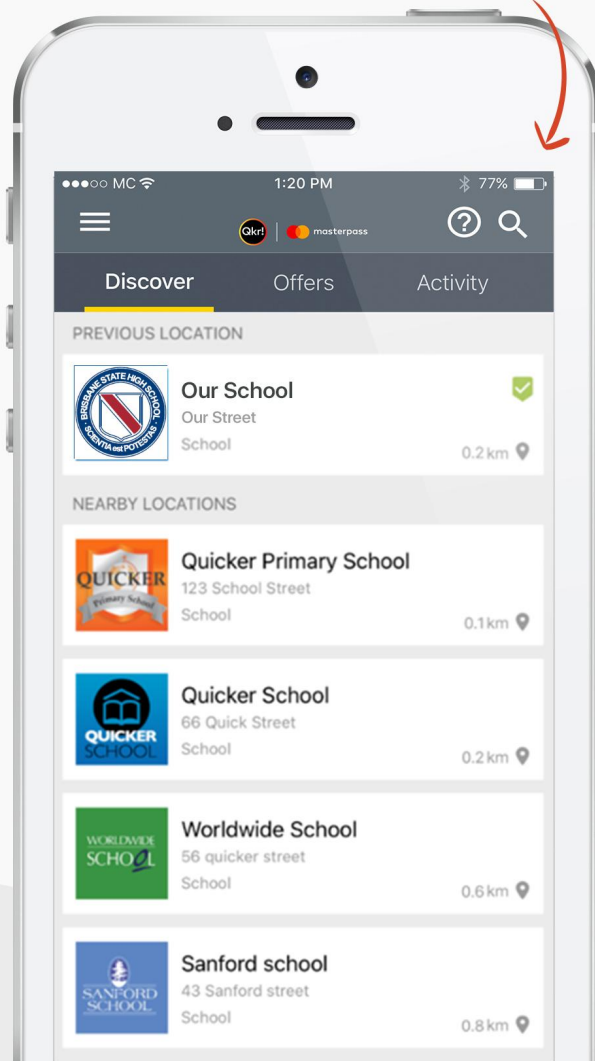 MC
1:20 PM
77%
Qkr!
masterpass
Discover
Offers
Activity
PREVIOUS LOCATION
BRISBANE STATE HIGH SCHOOL
SCIENTIA est POTESTAS
Our School
Our Street
School
0.2 km
NEARBY LOCATIONS
QUICKER
Primary School
Quicker Primary School
123 School Street
School
0.1 km
QUICKER
SCHOOL
Quicker School
66 Quick Street
School
0.2 km
WORLDWIDE
SCHOOL
Worldwide School
56 quicker street
School
0.6 km
SANFORD
SCHOOL
Sanford school
43 Sanford street
School
0.8 km